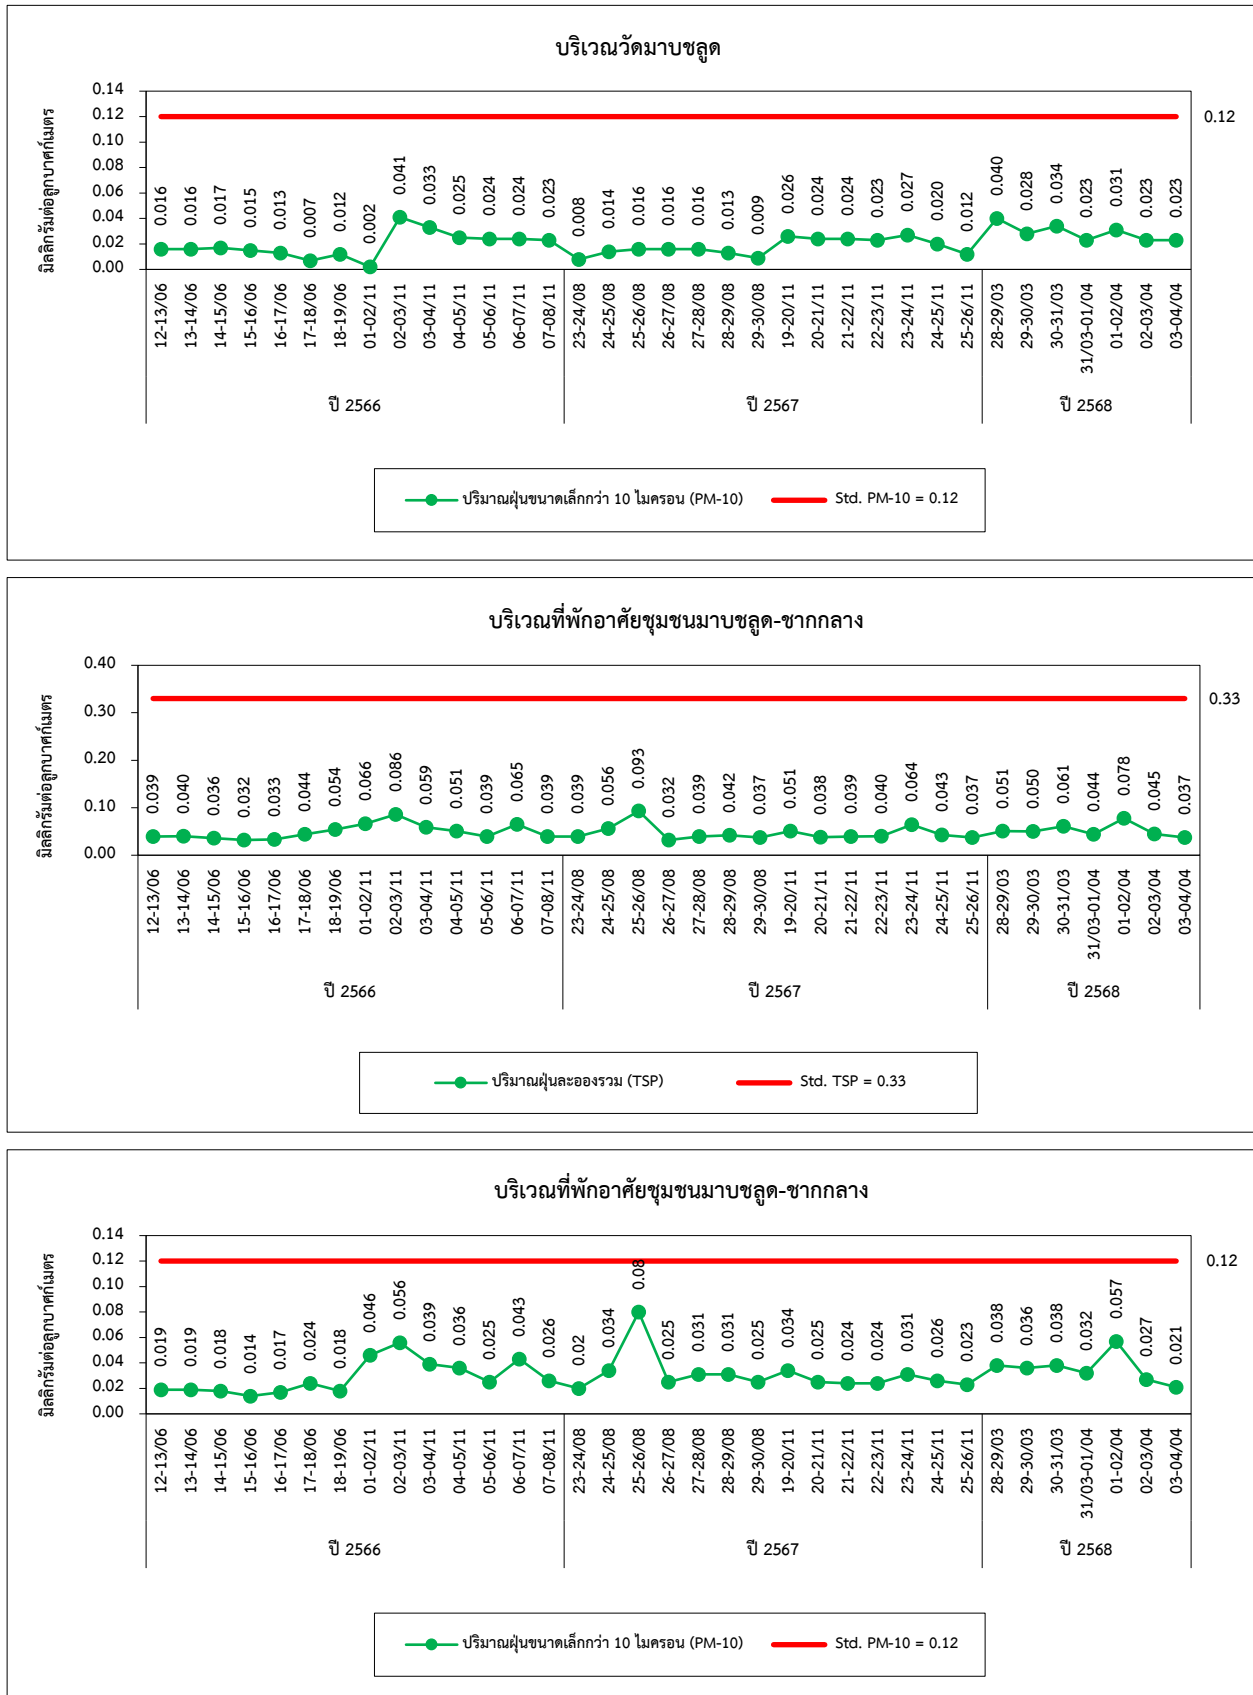 บริเวณวัดมาบชลูด
มิลลิกรัมต่อลูกบาศก์เมตร
0.14
0.12
0.10
0.08
0.06
0.04
0.02
0.00
0.016 0.016 0.017 0.015 0.013 0.007 0.012 0.002 0.041 0.033 0.025 0.024 0.024 0.023 0.008 0.014 0.016 0.016 0.016 0.013 0.009 0.026 0.024 0.024 0.023 0.027 0.020 0.012 0.040 0.028 0.034 0.023 0.031 0.023 0.023
0.12
12-13/06 13-14/06 14-15/06 15-16/06 16-17/06 17-18/06 18-19/06 01-02/11 02-03/11 03-04/11 04-05/11 05-06/11 06-07/11 07-08/11 23-24/08 24-25/08 25-26/08 26-27/08 27-28/08 28-29/08 29-30/08 19-20/11 20-21/11 21-22/11 22-23/11 23-24/11 24-25/11 25-26/11 28-29/03 29-30/03 30-31/03 31/03-01/04 01-02/04 02-03/04 03-04/04
ปี 2566 ปี 2567 ปี 2568
ปริมาณฝุ่นขนาดเล็กกว่า 10 ไมครอน (PM-10) Std. PM-10 = 0.12
บริเวณที่พักอาศัยชุมชนมาบชลูด-ชากกลาง
มิลลิกรัมต่อลูกบาศก์เมตร
0.40
0.30
0.20
0.10
0.00
0.039 0.040 0.036 0.032 0.033 0.044 0.054 0.066 0.086 0.059 0.051 0.039 0.065 0.039 0.039 0.056 0.093 0.032 0.039 0.042 0.037 0.051 0.038 0.039 0.040 0.064 0.043 0.037 0.051 0.050 0.061 0.044 0.078 0.045 0.037
0.33
12-13/06 13-14/06 14-15/06 15-16/06 16-17/06 17-18/06 18-19/06 01-02/11 02-03/11 03-04/11 04-05/11 05-06/11 06-07/11 07-08/11 23-24/08 24-25/08 25-26/08 26-27/08 27-28/08 28-29/08 29-30/08 19-20/11 20-21/11 21-22/11 22-23/11 23-24/11 24-25/11 25-26/11 28-29/03 29-30/03 30-31/03 31/03-01/04 01-02/04 02-03/04 03-04/04
ปี 2566 ปี 2567 ปี 2568
ปริมาณฝุ่นละอองรวม (TSP) Std. TSP = 0.33
บริเวณที่พักอาศัยชุมชนมาบชลูด-ชากกลาง
มิลลิกรัมต่อลูกบาศก์เมตร
0.14
0.12
0.10
0.08
0.06
0.04
0.02
0.00
0.019 0.019 0.018 0.014 0.017 0.024 0.018 0.046 0.056 0.039 0.036 0.025 0.043 0.026 0.02 0.034 0.08 0.025 0.031 0.031 0.025 0.034 0.025 0.024 0.024 0.031 0.026 0.023 0.038 0.036 0.038 0.032 0.057 0.027 0.021
0.12
12-13/06 13-14/06 14-15/06 15-16/06 16-17/06 17-18/06 18-19/06 01-02/11 02-03/11 03-04/11 04-05/11 05-06/11 06-07/11 07-08/11 23-24/08 24-25/08 25-26/08 26-27/08 27-28/08 28-29/08 29-30/08 19-20/11 20-21/11 21-22/11 22-23/11 23-24/11 24-25/11 25-26/11 28-29/03 29-30/03 30-31/03 31/03-01/04 01-02/04 02-03/04 03-04/04
ปี 2566 ปี 2567 ปี 2568
ปริมาณฝุ่นขนาดเล็กกว่า 10 ไมครอน (PM-10) Std. PM-10 = 0.12